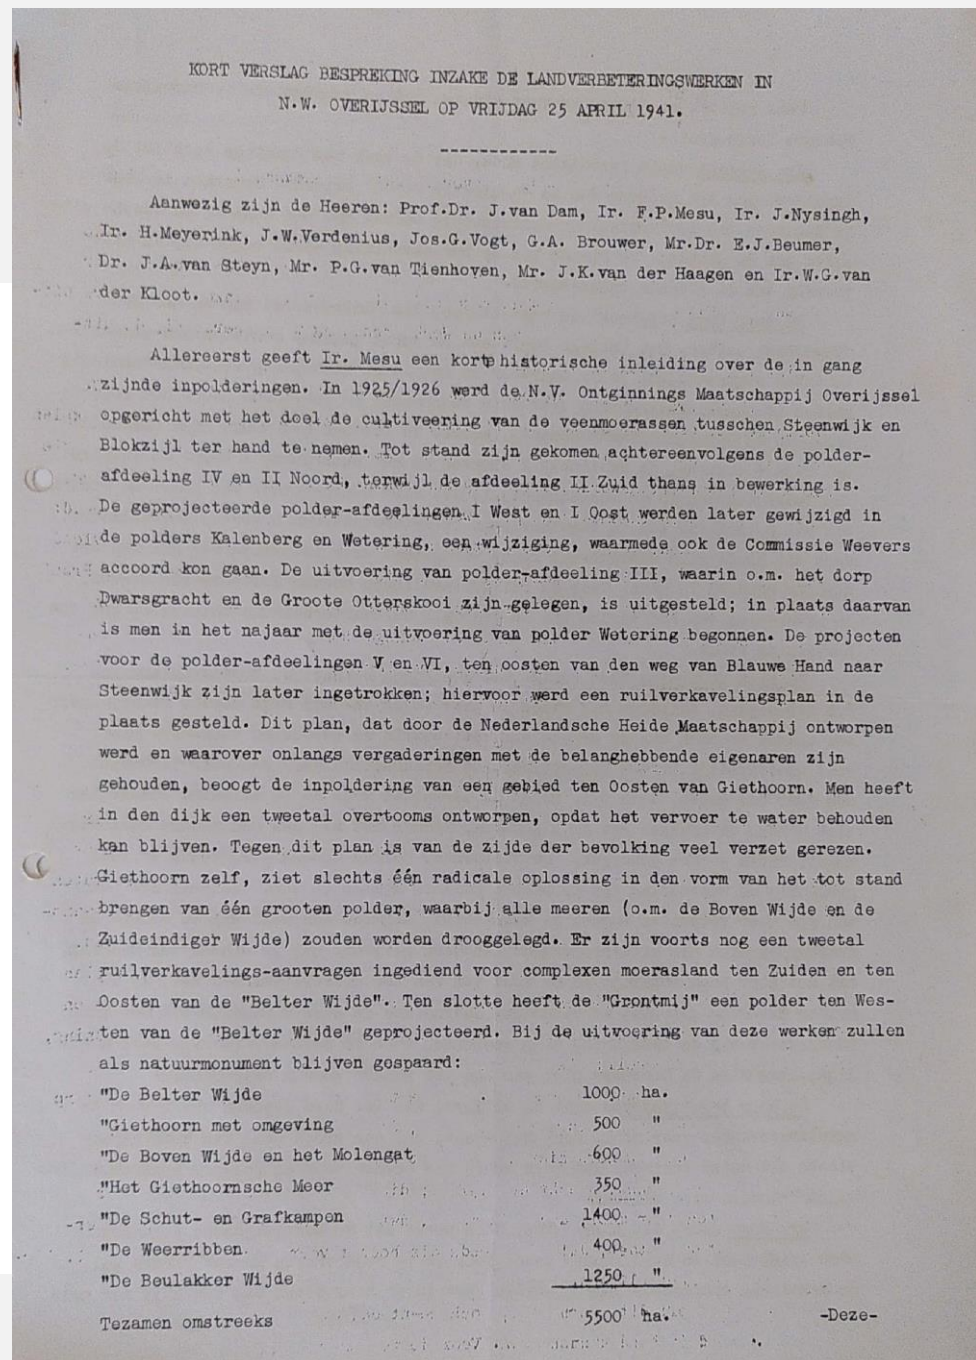 KORT VERSLAG BESPREKING INZAKE DE LANDVERBETERINGSWERKEN IN
N.W. OVERIJSSEL OP VRIJDAG 25 APRIL 1941.
------------
Aanwezig zijn de Heeren: Prof.Dr. J.van Dam, Ir. F.P.Mesu, Ir. J.Nysingh,
Ir. H.Meyerink, J.W.Verdenius, Jos.G.Vogt, G.A. Brouwer, Mr.Dr. E.J.Beumer,
Dr. J.A.van Steyn, Mr. P.G.van Tienhoven, Mr. J.K.van der Haagen en Ir.W.G.van
der Kloot.
Allereerst geeft Ir. Mesu een korte historische inleiding over de in gang
zijnde inpolderingen. In 1925/1926 werd de N.V. Ontginnings Maatschappij Overijssel
opgericht met het doel de cultiveering van de veenmoerassen tusschen Steenwijk en
Blokzijl ter hand te nemen. Tot stand zijn gekomen achtereenvolgens de polder-
afdeeling IV en II Noord, terwijl de afdeeling II Zuid thans in bewerking is.
De geprojecteerde polder-afdeelingen I West en I Oost werden later gewijzigd in
de polders Kalenberg en Wetering, een wijziging, waarmede ook de Commissie Weevers
accoord kon gaan. De uitvoering van polder-afdeeling III, waarin o.m. het dorp
Dwarsgracht en de Groote Otterskooi zijn gelegen, is uitgesteld; in plaats daarvan
is men in het najaar met de uitvoering van polder Wetering begonnen. De projecten
voor de polder-afdeelingen V en VI, ten oosten van den weg van Blauwe Hand naar
Steenwijk zijn later ingetrokken; hiervoor werd een ruilverkavelingsplan in de
plaats gesteld. Dit plan, dat door de Nederlandsche Heide Maatschappij ontworpen
werd en waarover onlangs vergaderingen met de belanghebbende eigenaren zijn
gehouden, beoogt de inpoldering van een gebied ten Oosten van Giethoorn. Men heeft
in den dijk een tweetal overtooms ontworpen, opdat het vervoer te water behouden
kan blijven. Tegen dit plan is van de zijde der bevolking veel verzet gerezen.
Giethoorn zelf, ziet slechts één radicale oplossing in den vorm van het tot stand
brengen van één grooten polder, waarbij alle meeren (o.m. de Boven Wijde en de
Zuideindiger Wijde) zouden worden drooggelegd. Er zijn voorts nog een tweetal
ruilverkavelings-aanvragen ingediend voor complexen moerasland ten Zuiden en ten
Oosten van de "Belter Wijde". Ten slotte heeft de "Grontmij" een polder ten Wes-
ten van de "Belter Wijde" geprojecteerd. Bij de uitvoering van deze werken zullen
als natuurmonument blijven gespaard:
"De Belter Wijde 1000 ha.
"Giethoorn met omgeving 500 "
"De Boven Wijde en het Molengat 600 "
"Het Giethoornsche Meer 350 "
"De Schut- en Grafkampen 1400 "
"De Weerribben 400 "
"De Beulakker Wijde 1250 "
Tezamen omstreeks 5500 ha. -Deze-